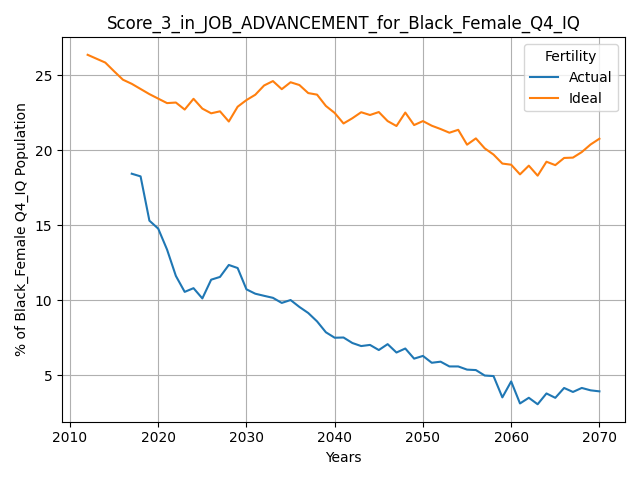 Score_3_in_JOB_ADVANCEMENT_for_Black_Female_Q4_IQ
Fertility
Actual
Ideal
% of Black_Female Q4_IQ Population
25
20
15
10
5
2010 2020 2030 2040 2050 2060 2070
Years